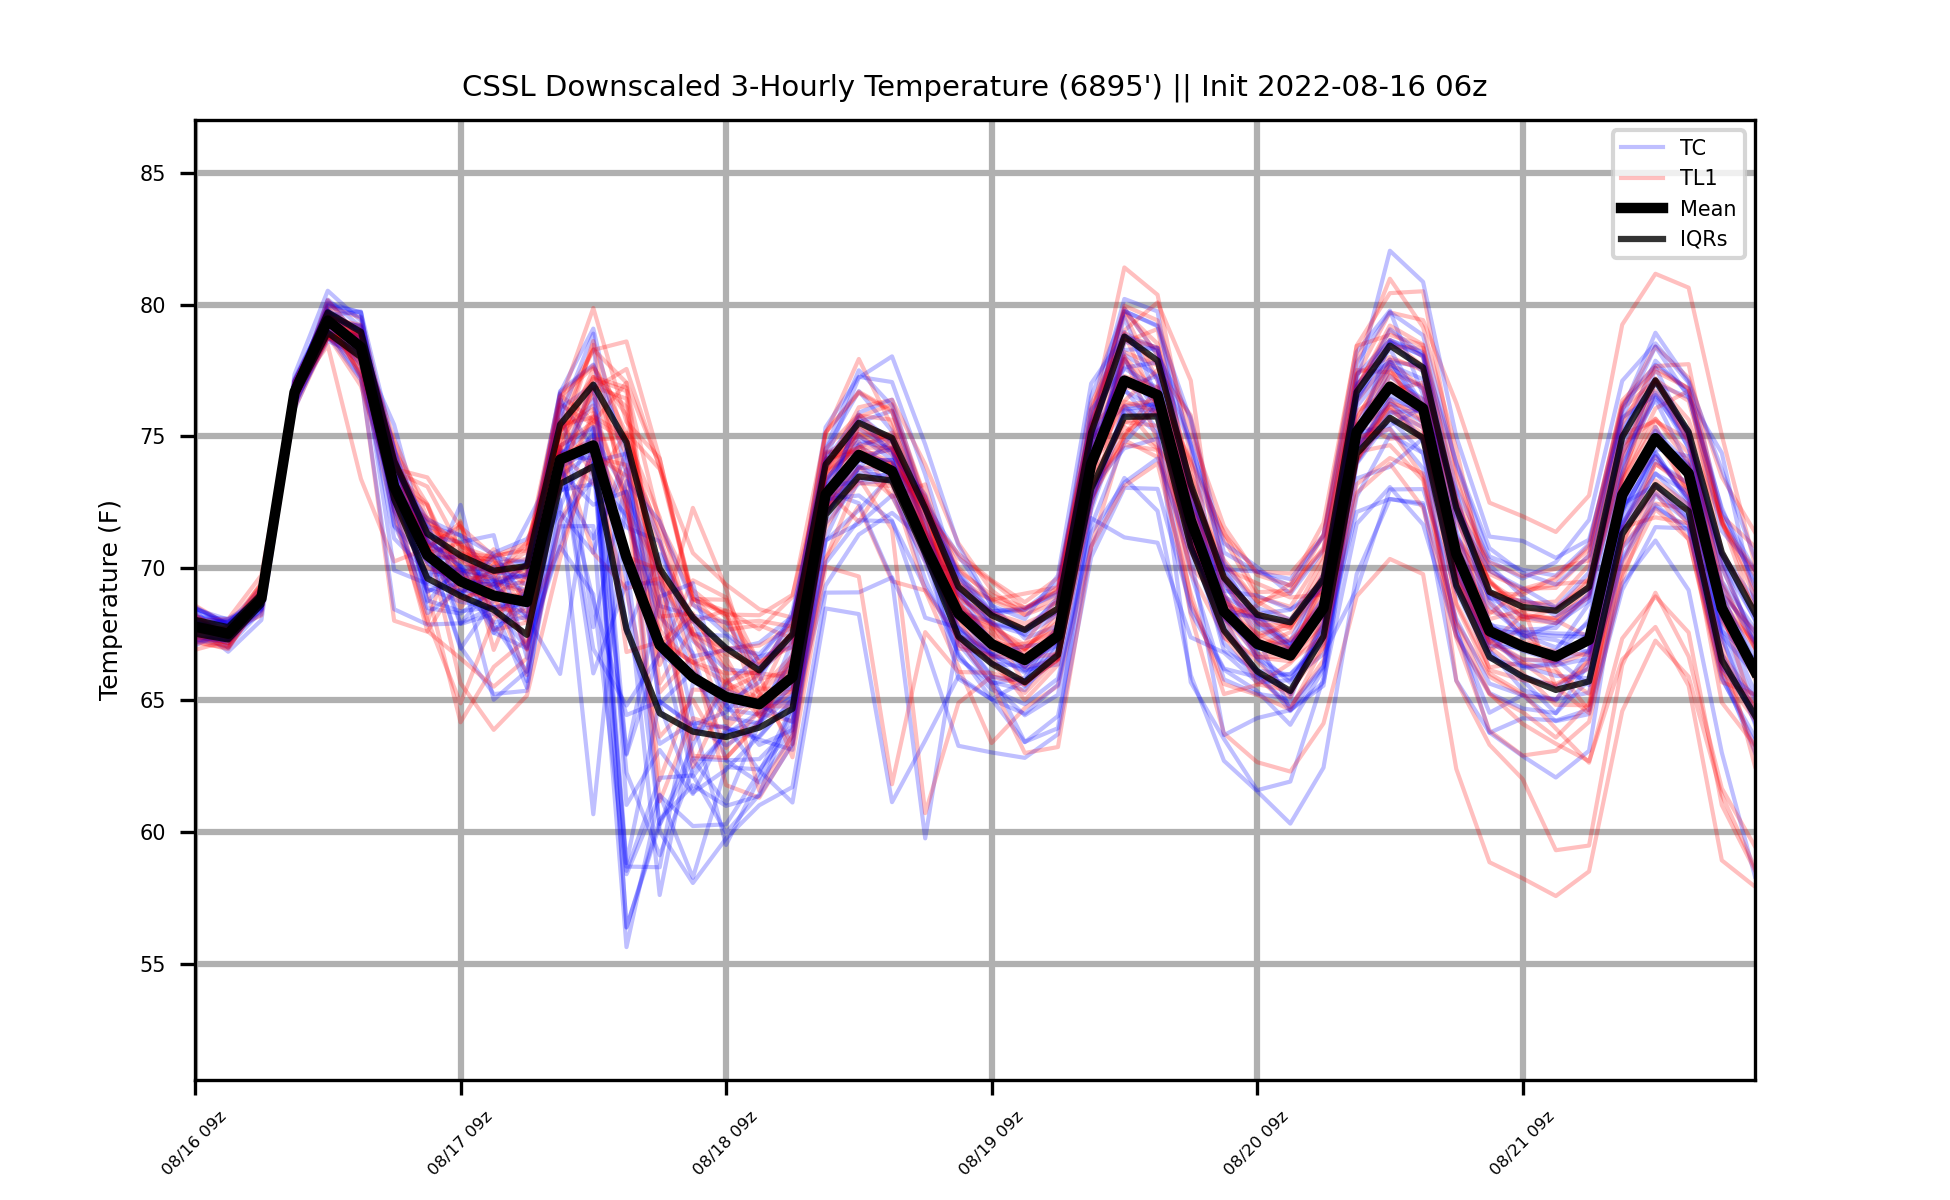 CSSL Downscaled 3-Hourly Temperature (6895') || Init 2022-08-16 06z
TC
TL1
Mean
IQRs
Temperature (F)
85
80
75
70
65
60
55
08/16 09z
08/17 09z
08/18 09z
08/19 09z
08/20 09z
08/21 09z